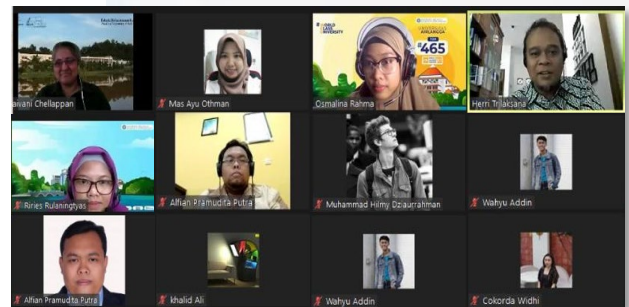 aivani Chellappan
Mas Ayu Othman
WORLD
CLASS
UNIVERSITY
UNIVERSITAS
AIRLANGGA
#465
Osmalina Rahma
Herri Trilaksana
Riries Rulaningtyas
Alfian Pramudita Putra
Muhammad Hilmy Dziaurrahman
Wahyu Addin
Alfian Pramudita Putra
khalid Ali
Wahyu Addin
Cokorda Widhi